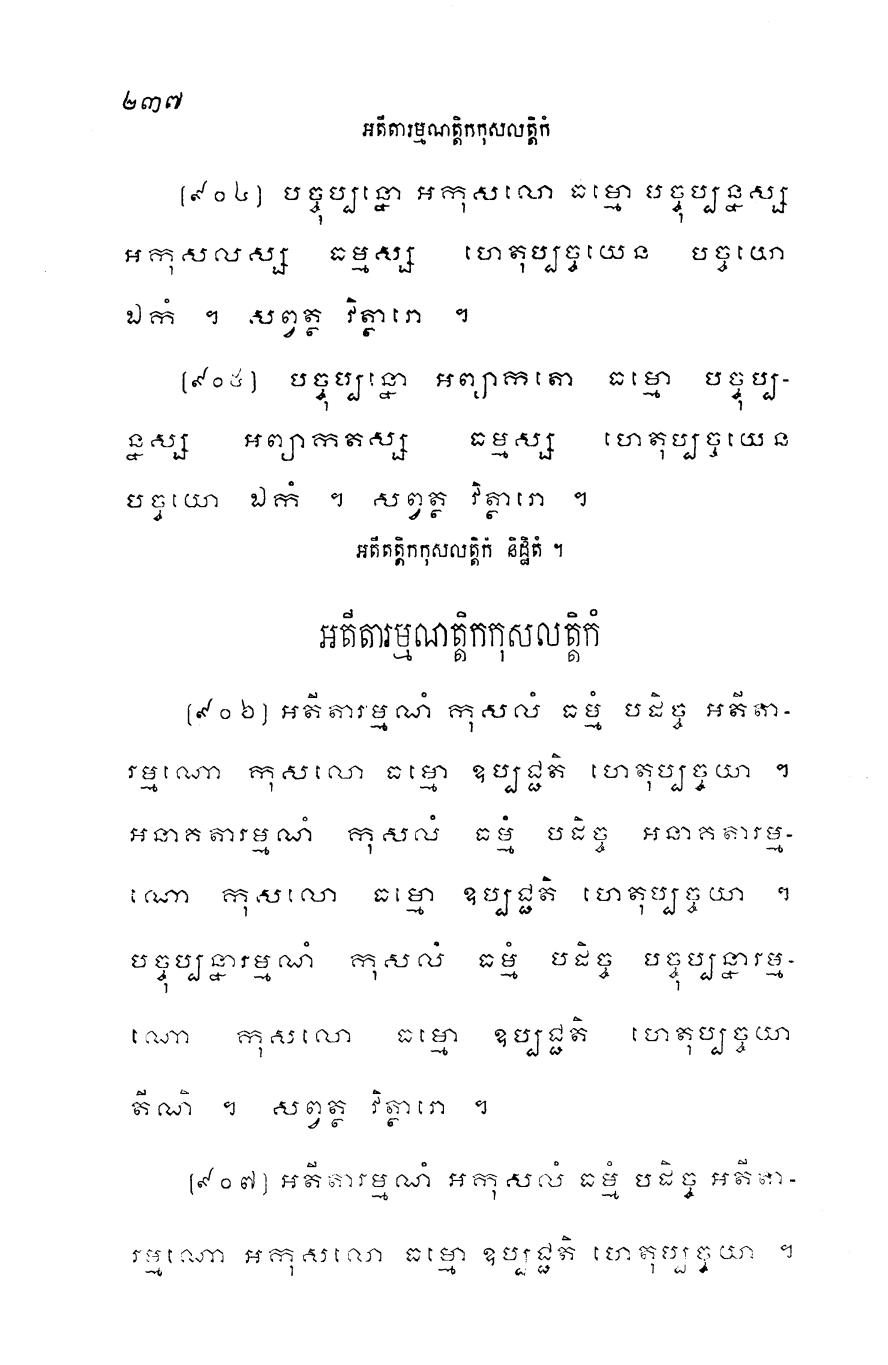 ២៣៧
អតីតារម្មណត្តិកកុសលត្តិកំ
(៩០៤) បច្ចុប្បន្នោ អកុសលោ ធម្មោ បច្ចុប្បន្នស្ស
អកុសលស្ស ធម្មស្ស ហេតុប្បច្ចយេន បច្ចយោ
ឯកំ ។ សព្វត្ថ វិត្ថារោ ។
(៩០៥) បច្ចុប្បន្នោ អព្យាកតោ ធម្មោ បច្ចុប្ប-
ន្នស្ស អព្យាកតស្ស ធម្មស្ស ហេតុប្បច្ចយេន
បច្ចយោ ឯកំ ។ សព្វត្ថ វិត្ថារោ ។
អតីតត្តិកកុសលត្តិកំ និដ្ឋិតំ ។
អតីតារម្មណត្តិកកុសលត្តិកំ
(៩០៦) អតីតារម្មណំ កុសលំ ធម្មំ បដិច្ច អតីតា-
រម្មណោ កុសលោ ធម្មោ ឧប្បជ្ជតិ ហេតុប្បច្ចយា ។
អនាគតារម្មណំ កុសលំ ធម្មំ បដិច្ច អនាគតារម្ម-
ណោ កុសលោ ធម្មោ ឧប្បជ្ជតិ ហេតុប្បច្ចយា ។
បច្ចុប្បន្នារម្មណំ កុសលំ ធម្មំ បដិច្ច បច្ចុប្បន្នារម្ម-
ណោ កុសលោ ធម្មោ ឧប្បជ្ជតិ ហេតុប្បច្ចយា
តីណិ ។ សព្វត្ថ វិត្ថារោ ។
(៩០៧) អតីតារម្មណំ អកុសលំ ធម្មំ បដិច្ច អតីតា-
រម្មណោ អកុសលោ ធម្មោ ឧប្បជ្ជតិ ហេតុប្បច្ចយា ។